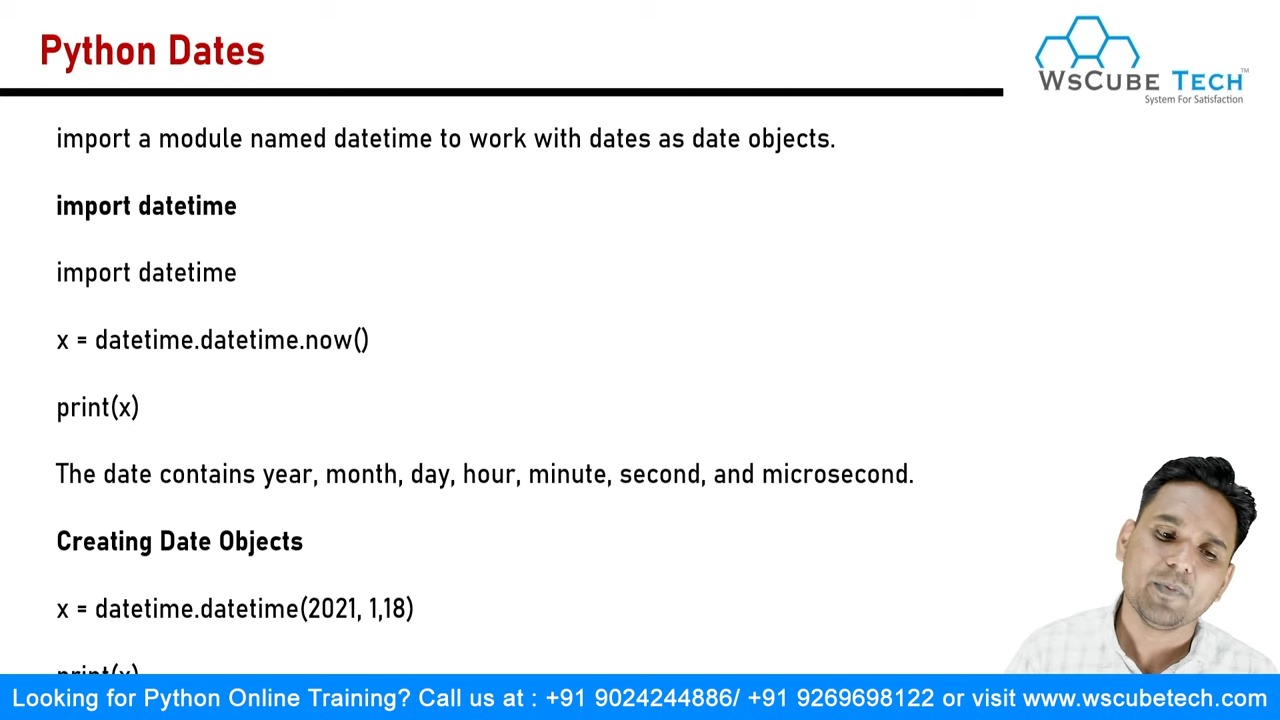 Python Dates
WsCube Tech™
System For Satisfaction
import a module named datetime to work with dates as date objects.
import datetime
import datetime
x = datetime.datetime.now()
print(x)
The date contains year, month, day, hour, minute, second, and microsecond.
Creating Date Objects
x = datetime.datetime(2021, 1,18)
print(x)
Looking for Python Online Training? Call us at : +91 9024244886/ +91 9269698122 or visit www.wscubetech.com